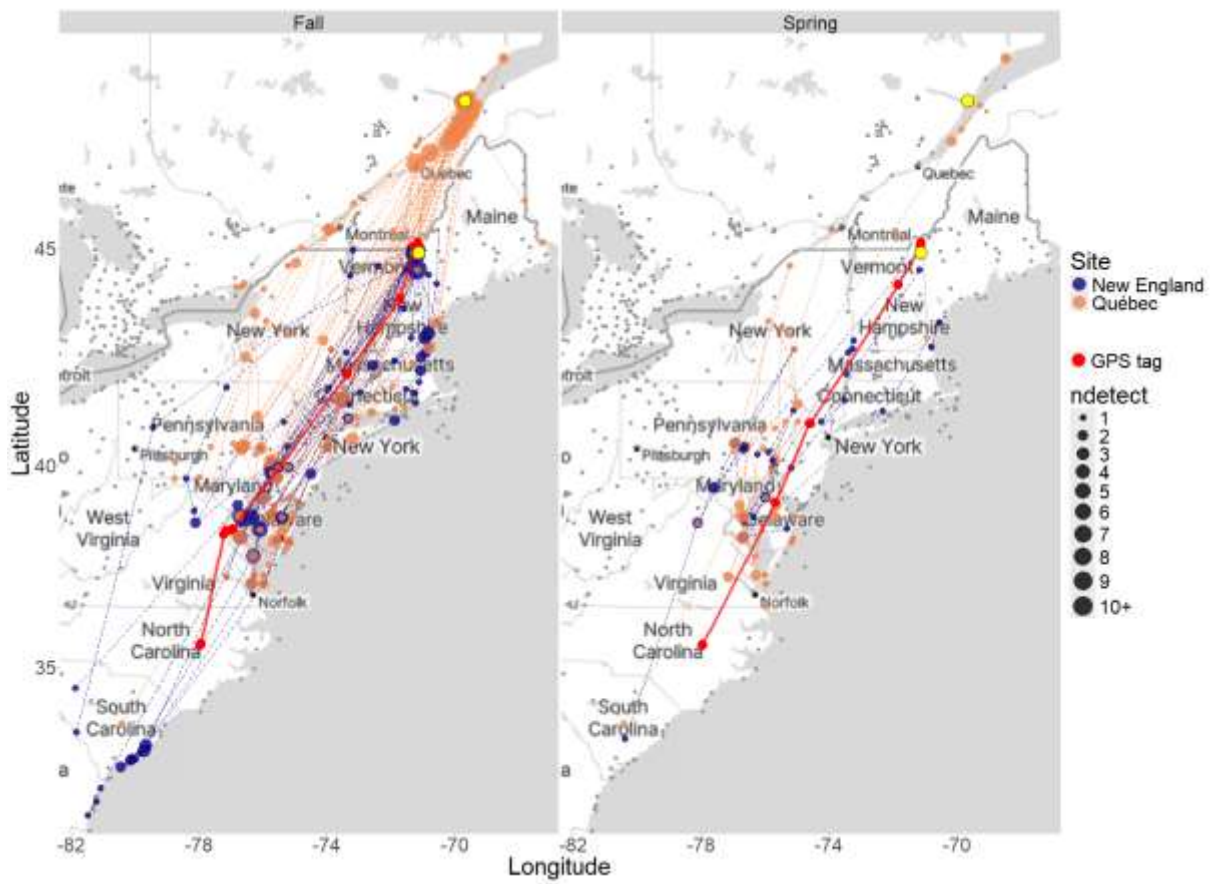 Fall
Spring
Québec
Quebec
Maine
Maine
Montréal
Montréal
45
Vermont
Vermont
New
Hampshire
New
Hampshire
New York
New York
Massachusetts
Massachusetts
Connecticut
Connecticut
Pennsylvania
Pennsylvania
New York
New York
Pittsburgh
Pittsburgh
40
Maryland
Maryland
Delaware
West
Virginia
West
Virginia
Virginia
Virginia
Norfolk
Norfolk
North
Carolina
North
Carolina
35
South
Carolina
South
Carolina
Latitude
-82
-78
-74
-70
-82
-78
-74
-70
Longitude
Site
New England
Québec
GPS tag
ndetect
1
2
3
4
5
6
7
8
9
10+